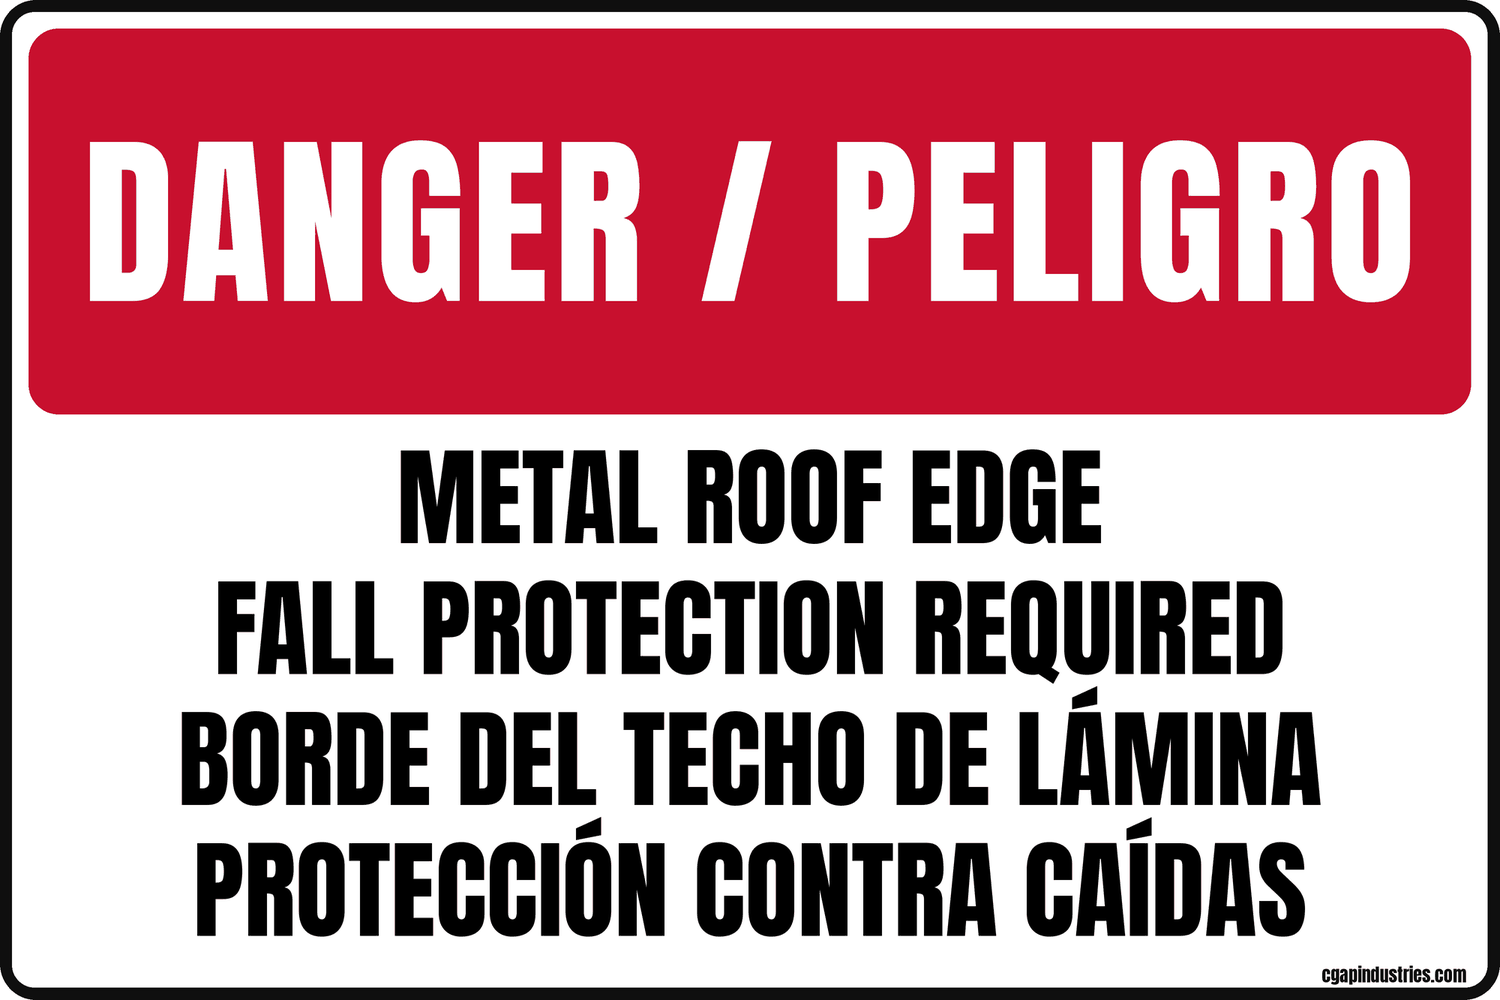 DANGER / PELIGRO
METAL ROOF EDGE
FALL PROTECTION REQUIRED
BORDE DEL TECHO DE LÁMINA
PROTECCIÓN CONTRA CAÍDAS
cgapindustries.com